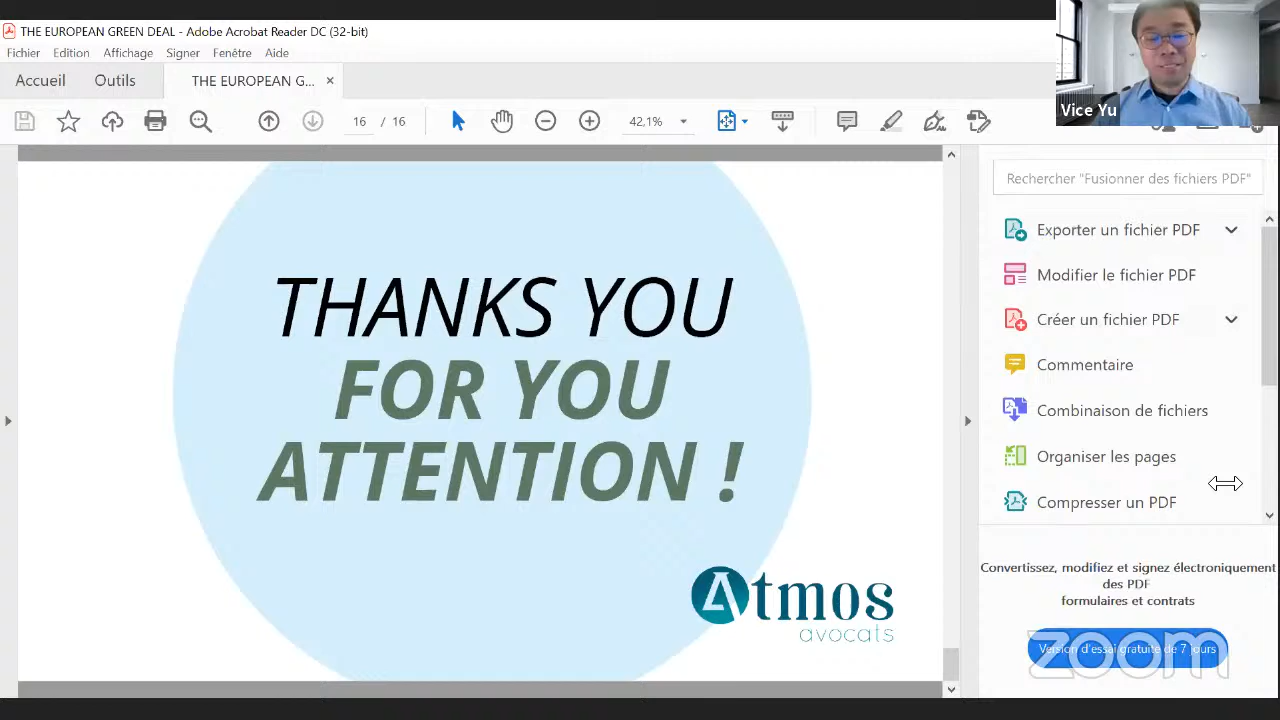 THE EUROPEAN GREEN DEAL - Adobe Acrobat Reader DC (32-bit)
Fichier Edition Affichage Signer Fenêtre Aide
Accueil Outils THE EUROPEAN G... ×
16 / 16 42,1%
Vice Yu
THANKS YOU
FOR YOU
ATTENTION !
Atmos
avocats
Rechercher "Fusionner des fichiers PDF"
Exporter un fichier PDF
Modifier le fichier PDF
Créer un fichier PDF
Commentaire
Combinaison de fichiers
Organiser les pages
Compresser un PDF
Convertissez, modifiez et signez électroniquement
des PDF
formulaires et contrats
Version d'essai gratuite de 7 jours
zoom